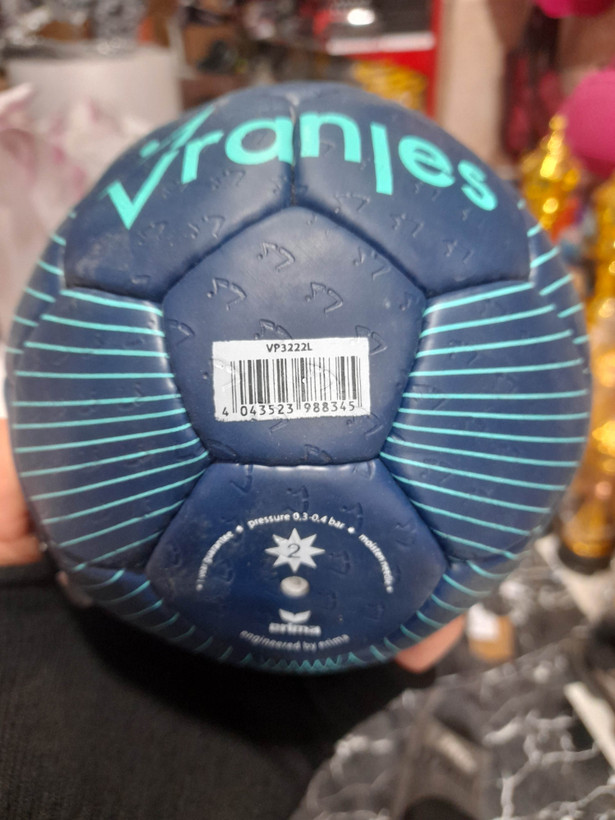 Vranjes
VP3222L
4 043523 988345
pressure 0,3-0,4 bar
2
erima
engineered by erima